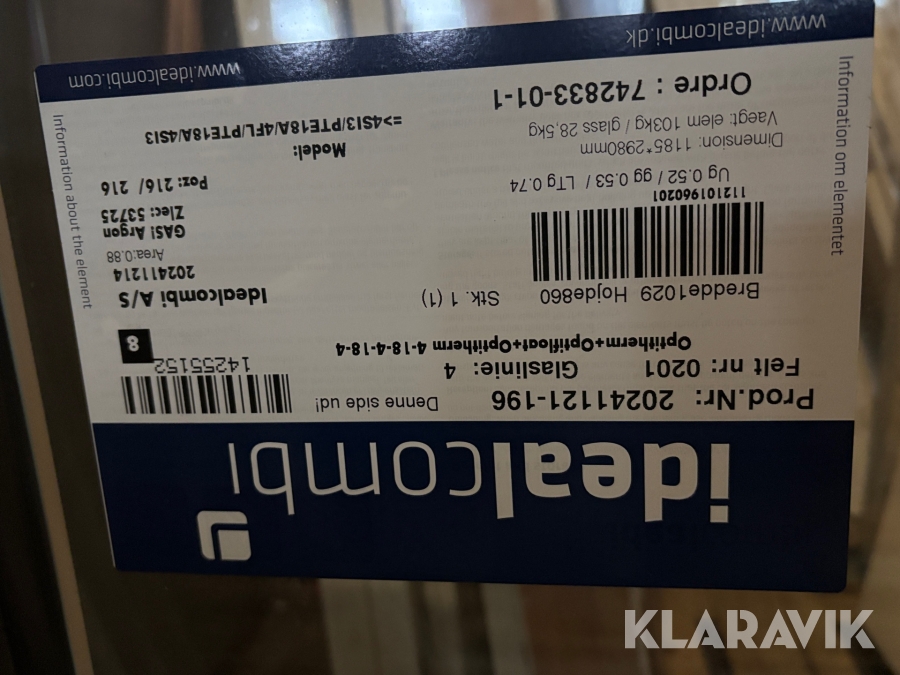 idealcombi
Prod.Nr: 20241121-196
Denne side ud!
Felt nr: 0201 Glaslinie: 4
14255152
8
Optitherm+Optifloat+Optitherm 4-18-4-18-4
Bredde1029 Hojde860 Stk. 1 (1)
112101960201
Ug 0.52 / gg 0.53 / LTg 0.74
Dimension: 1185*2980mm
Vaegt: elem 103kg / glass 28,5kg
Ordre : 742833-01-1
Idealcombi A/S
202411214
Area:0.88
GAS! Argon
Zlec: 53725
Poz: 216/ 216
Model:
=>4SI3/PTE18A/4FL/PTE18A/4SI3
Information om elementet
Information about the element
www.idealcombi.dk
www.idealcombi.com
KLARAVIK